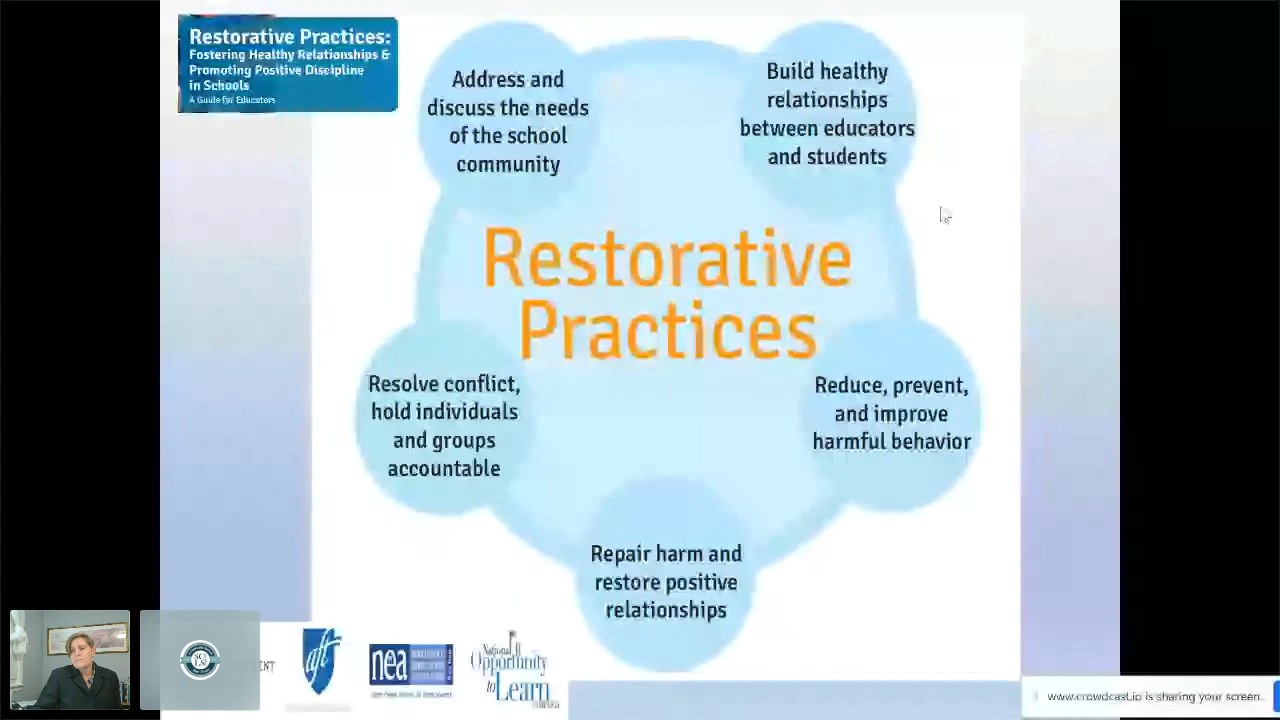 Restorative Practices:
Fostering Healthy Relationships &
Promoting Positive Discipline
in Schools
A Guide for Educators
Address and
discuss the needs
of the school
community
Build healthy
relationships
between educators
and students
Restorative
Practices
Resolve conflict,
hold individuals
and groups
accountable
Reduce, prevent,
and improve
harmful behavior
Repair harm and
restore positive
relationships
aft
nea
National
Opportunity
to Learn
www.crowdcast.io is sharing your screen.